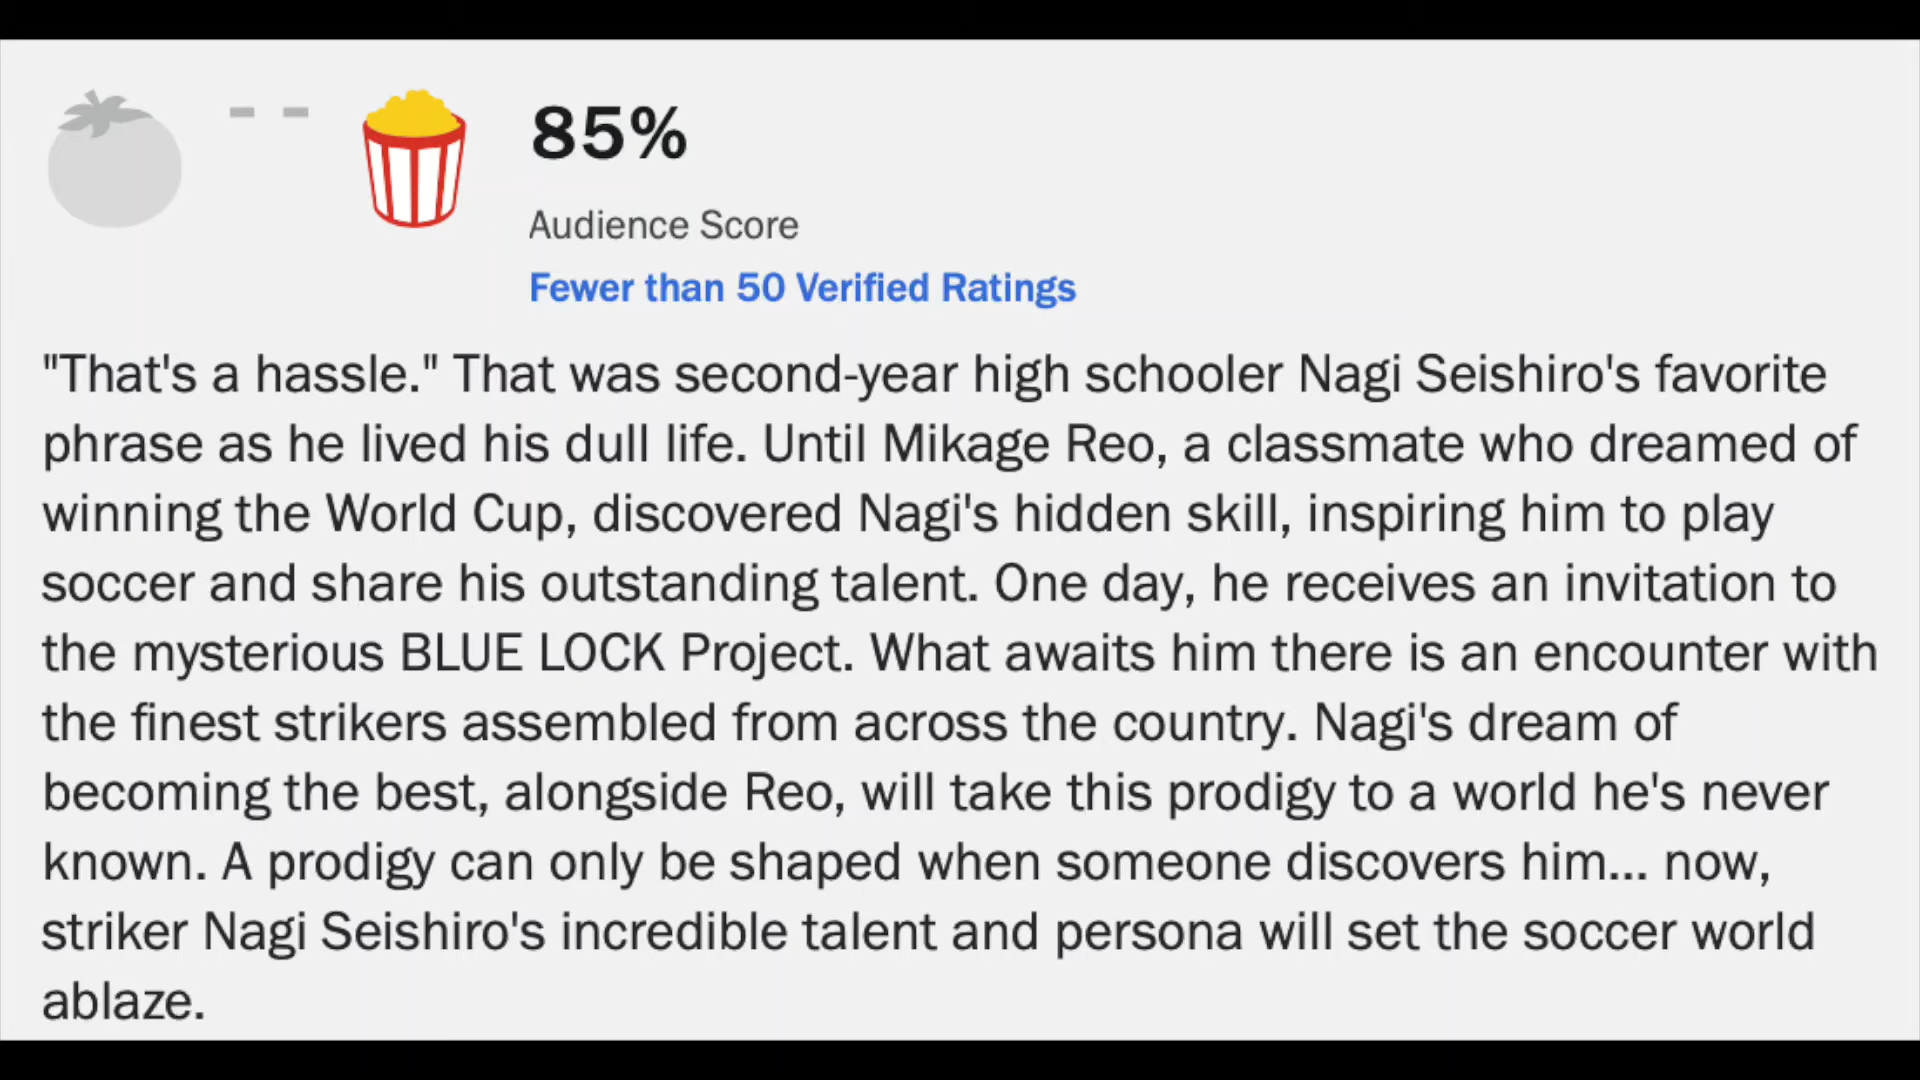 - -
85%
Audience Score
Fewer than 50 Verified Ratings
"That's a hassle." That was second-year high schooler Nagi Seishiro's favorite
phrase as he lived his dull life. Until Mikage Reo, a classmate who dreamed of
winning the World Cup, discovered Nagi's hidden skill, inspiring him to play
soccer and share his outstanding talent. One day, he receives an invitation to
the mysterious BLUE LOCK Project. What awaits him there is an encounter with
the finest strikers assembled from across the country. Nagi's dream of
becoming the best, alongside Reo, will take this prodigy to a world he's never
known. A prodigy can only be shaped when someone discovers him... now,
striker Nagi Seishiro's incredible talent and persona will set the soccer world
ablaze.